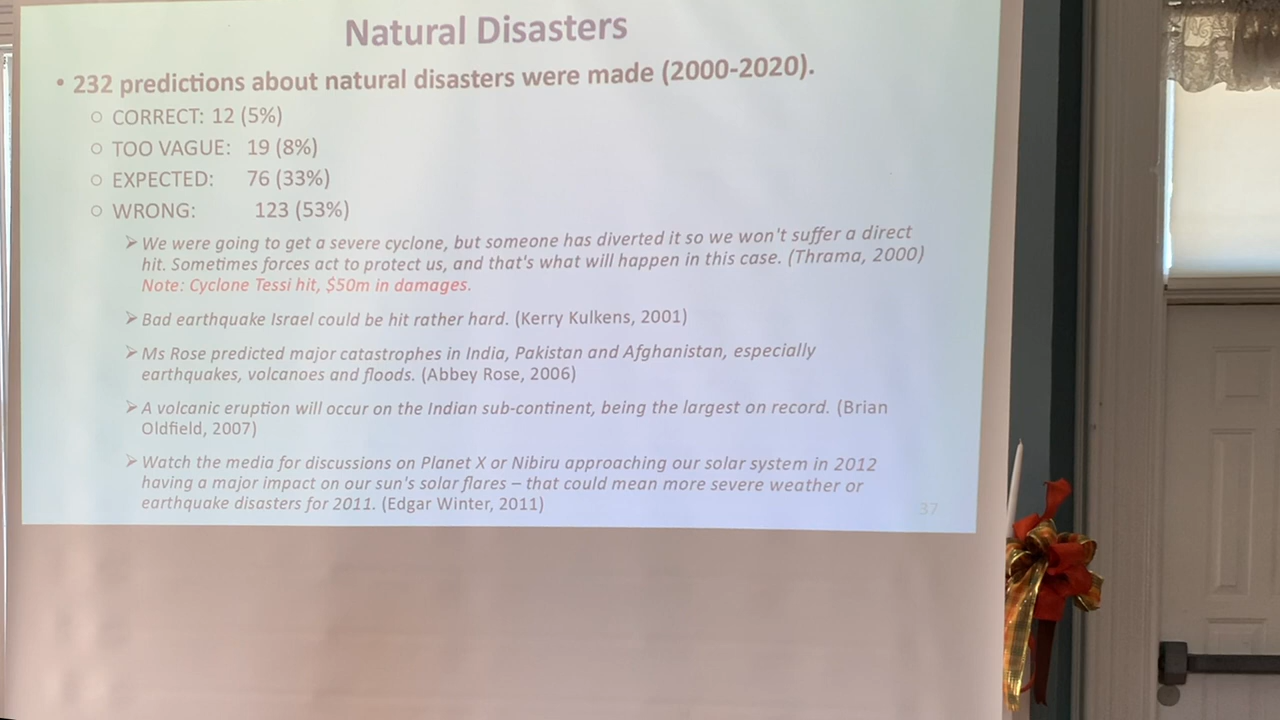 Natural Disasters
• 232 predictions about natural disasters were made (2000-2020).
○ CORRECT: 12 (5%)
○ TOO VAGUE: 19 (8%)
○ EXPECTED: 76 (33%)
○ WRONG: 123 (53%)
➢ We were going to get a severe cyclone, but someone has diverted it so we won't suffer a direct
hit. Sometimes forces act to protect us, and that's what will happen in this case. (Thrama, 2000)
Note: Cyclone Tessi hit, $50m in damages.
➢ Bad earthquake Israel could be hit rather hard. (Kerry Kulkens, 2001)
➢ Ms Rose predicted major catastrophes in India, Pakistan and Afghanistan, especially
earthquakes, volcanoes and floods. (Abbey Rose, 2006)
➢ A volcanic eruption will occur on the Indian sub-continent, being the largest on record. (Brian
Oldfield, 2007)
➢ Watch the media for discussions on Planet X or Nibiru approaching our solar system in 2012
having a major impact on our sun's solar flares – that could mean more severe weather or
earthquake disasters for 2011. (Edgar Winter, 2011)
37